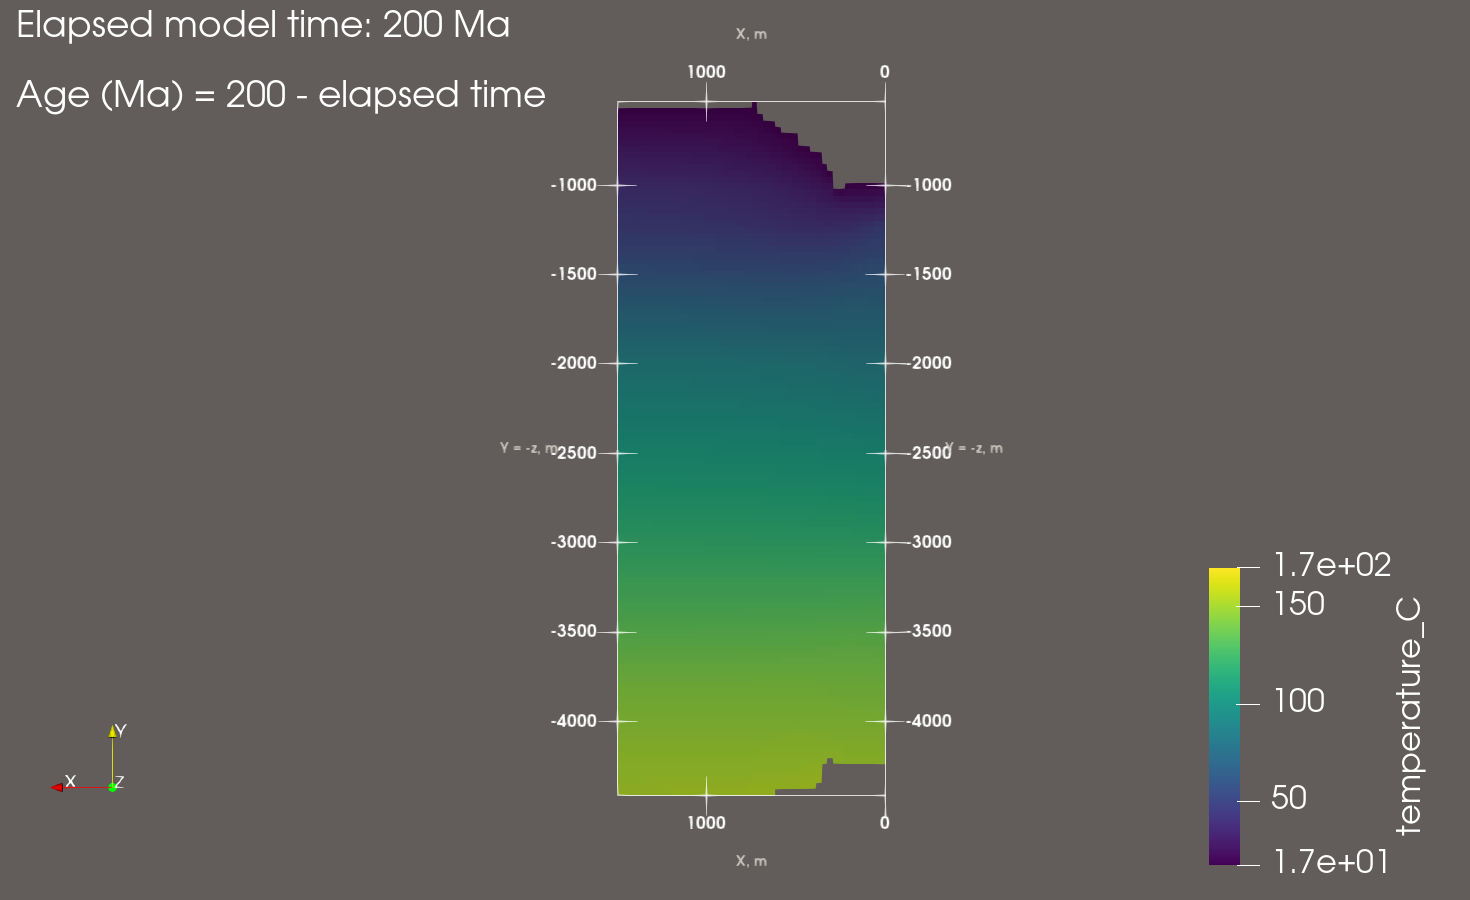 Elapsed model time: 200 Ma
Age (Ma) = 200 - elapsed time
X, m
1000 0
-1000 -1000
-1500 -1500
-2000 -2000
Y = -z, m -2500 -2500 Y = -z, m
-3000 -3000
-3500 -3500
-4000 -4000
1000 0
X, m
Y
X Z
1.7e+02
150
100
50
1.7e+01
temperature_C